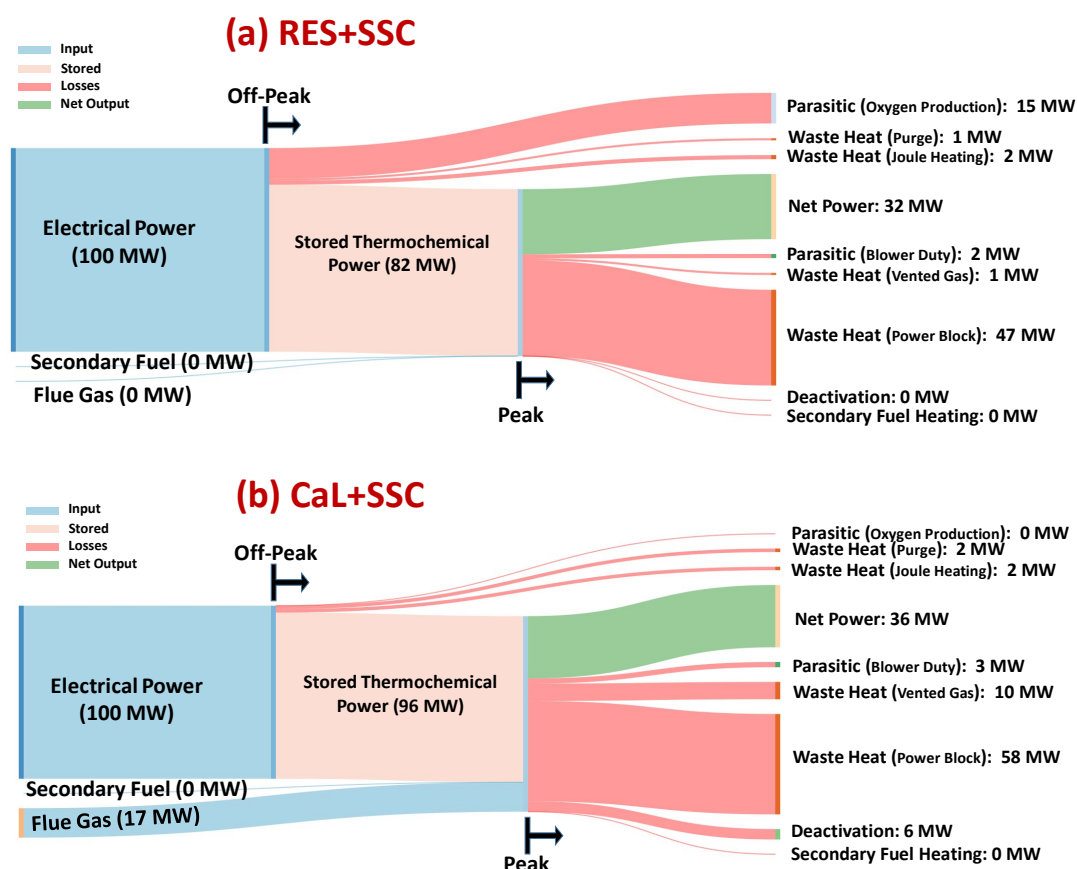 (a) RES+SSC
Input
Stored
Losses
Net Output
Off-Peak
Electrical Power
(100 MW)
Stored Thermochemical
Power (82 MW)
Secondary Fuel (0 MW)
Flue Gas (0 MW)
Peak
Parasitic (Oxygen Production): 15 MW
Waste Heat (Purge): 1 MW
Waste Heat (Joule Heating): 2 MW
Net Power: 32 MW
Parasitic (Blower Duty): 2 MW
Waste Heat (Vented Gas): 1 MW
Waste Heat (Power Block): 47 MW
Deactivation: 0 MW
Secondary Fuel Heating: 0 MW
(b) CaL+SSC
Input
Stored
Losses
Net Output
Off-Peak
Electrical Power
(100 MW)
Stored Thermochemical
Power (96 MW)
Secondary Fuel (0 MW)
Flue Gas (17 MW)
Peak
Parasitic (Oxygen Production): 0 MW
Waste Heat (Purge): 2 MW
Waste Heat (Joule Heating): 2 MW
Net Power: 36 MW
Parasitic (Blower Duty): 3 MW
Waste Heat (Vented Gas): 10 MW
Waste Heat (Power Block): 58 MW
Deactivation: 6 MW
Secondary Fuel Heating: 0 MW